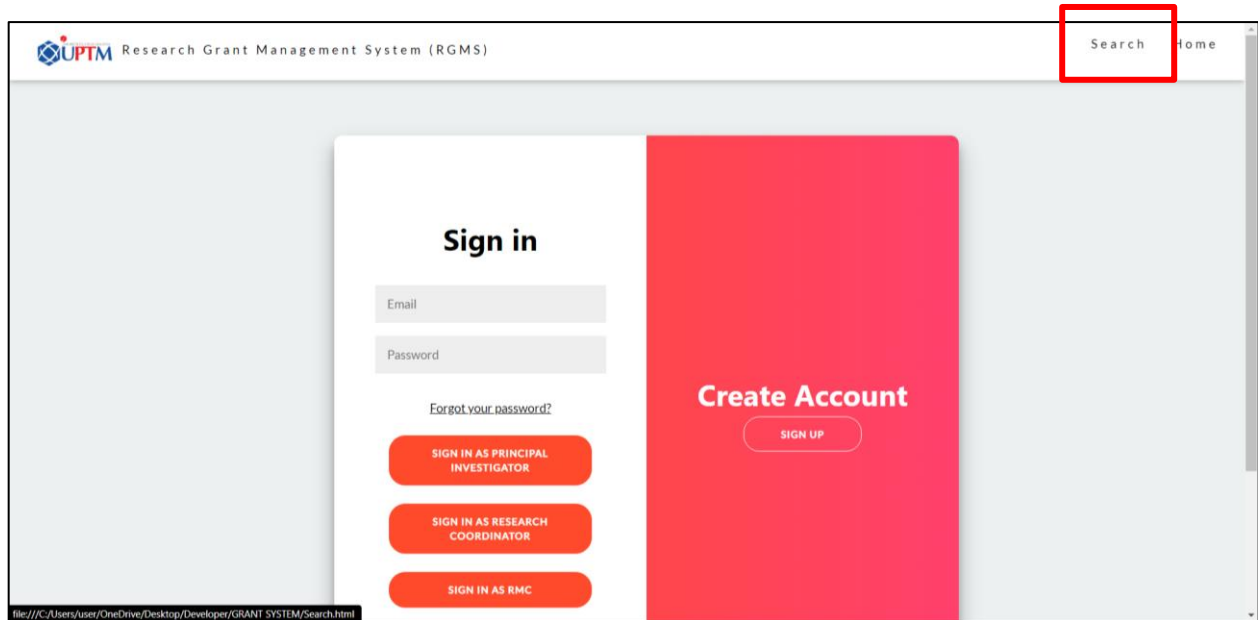 UPTM Research Grant Management System (RGMS)
Search Home
Sign in
Email
Password
Forgot your password?
SIGN IN AS PRINCIPAL
INVESTIGATOR
SIGN IN AS RESEARCH
COORDINATOR
SIGN IN AS RMC
Create Account
SIGN UP
file:///C:/Users/user/OneDrive/Desktop/Developer/GRANT SYSTEM/Search.html